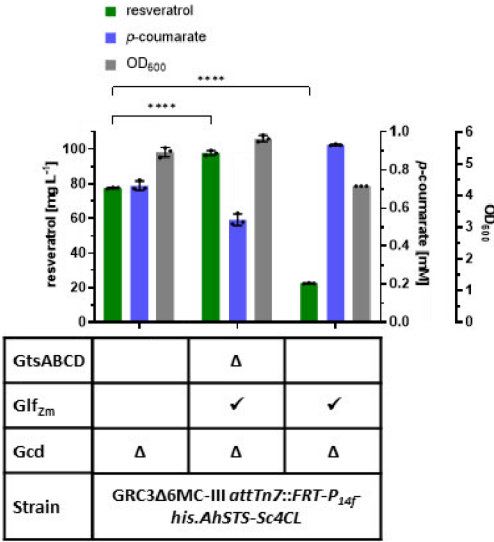 resveratrol
p-coumarate
OD600
****
****
100
80
60
40
20
0
resveratrol [mg L-1]
1.0
0.8
0.6
0.4
0.2
0.0
p-coumarate [mM]
6
5
4
3
2
1
0
OD600
GtsABCD Δ
GlfZm ✓ ✓
Gcd Δ Δ Δ
Strain
GRC3Δ6MC-III attTn7::FRT-P14f-
his.AhSTS-Sc4CL